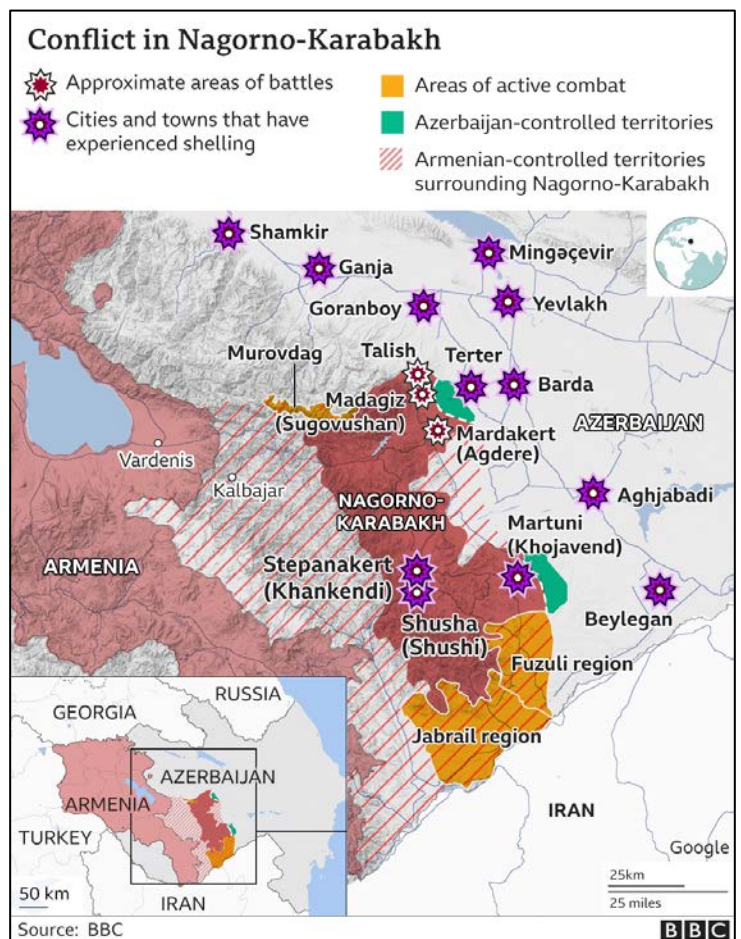 Conflict in Nagorno-Karabakh
Approximate areas of battles
Cities and towns that have
experienced shelling
Areas of active combat
Azerbaijan-controlled territories
Armenian-controlled territories
surrounding Nagorno-Karabakh
Shamkir
Mingəçevir
Ganja
Goranboy
Yevlakh
Murovdag
Talish
Terter
Madagiz
(Sugovushan)
Barda
Mardakert
(Agdere)
AZERBAIJAN
Vardenis
Kalbajar
Aghjabadi
NAGORNO-
KARABAKH
Martuni
(Khojavend)
ARMENIA
Stepanakert
(Khankendi)
Beylegan
Shusha
(Shushi)
Fuzuli region
Jabrail region
IRAN
Google
25km
25 miles
RUSSIA
GEORGIA
AZERBAIJAN
ARMENIA
TURKEY
IRAN
50 km
Source: BBC
BBC